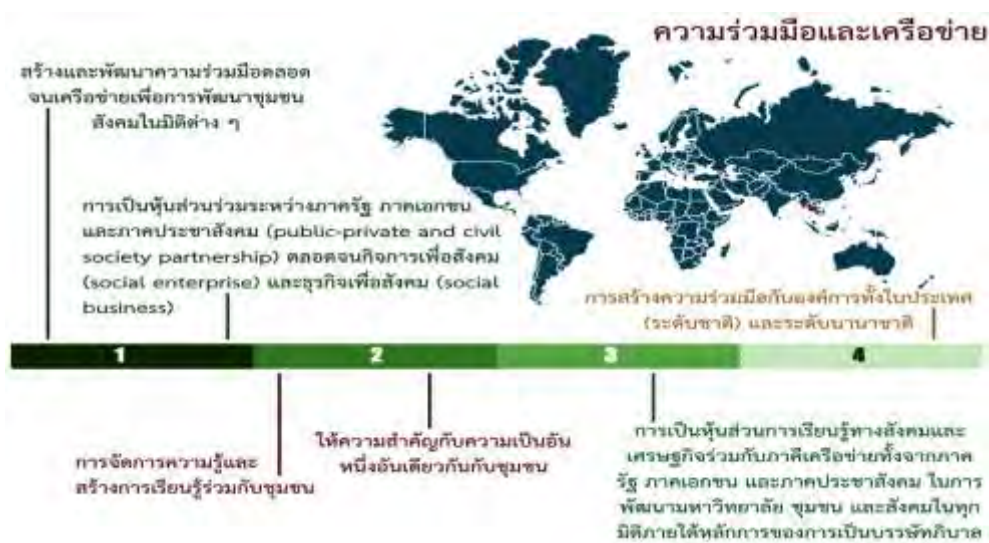 ความร่วมมือและเครือข่าย
สร้างและพัฒนาความร่วมมือตลอด
จนเครือข่ายเพื่อการพัฒนาชุมชน
สังคมในมิติต่าง ๆ
การเป็นหุ้นส่วนร่วมระหว่างภาครัฐ ภาคเอกชน
และภาคประชาสังคม (public-private and civil
society partnership) ตลอดจนกิจการเพื่อสังคม
(social enterprise) และธุรกิจเพื่อสังคม (social
business)
การสร้างความร่วมมือกับองค์การทั้งในประเทศ
(ระดับชาติ) และระดับนานาชาติ
1 2 3 4
การจัดการความรู้และ
สร้างการเรียนรู้ร่วมกับชุมชน
ให้ความสำคัญกับความเป็นอัน
หนึ่งอันเดียวกันกับชุมชน
การเป็นหุ้นส่วนการเรียนรู้ทางสังคมและ
เศรษฐกิจร่วมกับภาคีเครือข่ายทั้งจากภาค
รัฐ ภาคเอกชน และภาคประชาสังคม ในการ
พัฒนามหาวิทยาลัย ชุมชน และสังคมในทุก
มิติภายใต้หลักการของการเป็นบรรษัทภิบาล